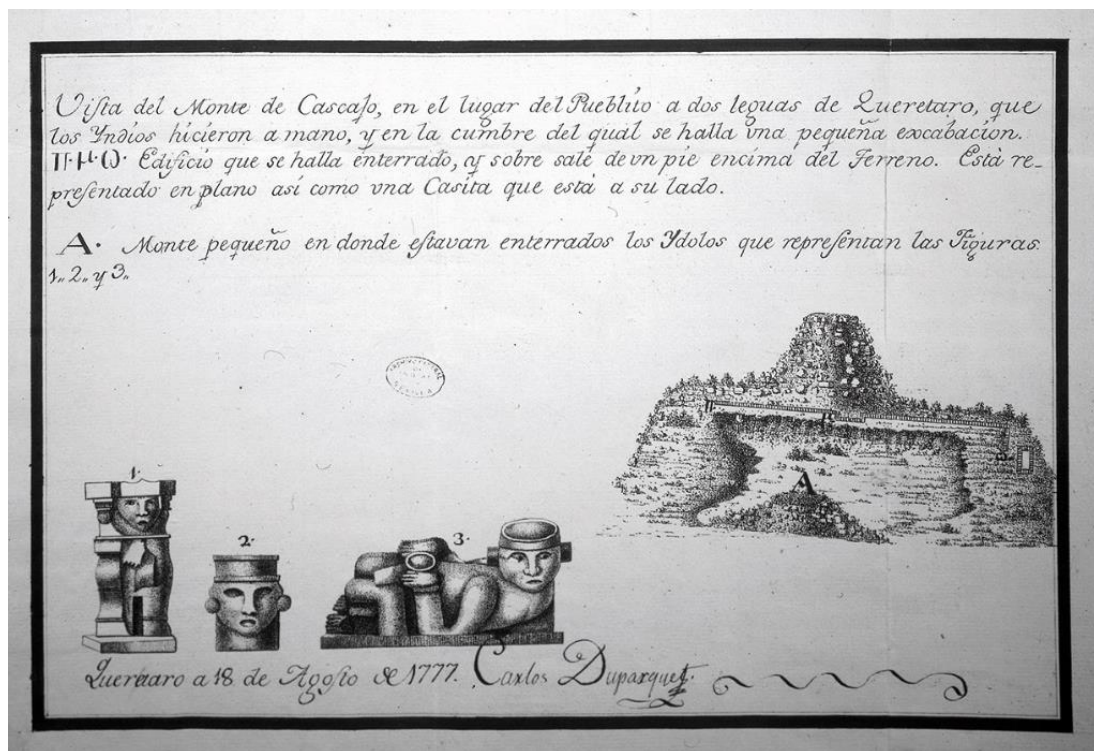 Vista del Monte de Cascajo, en el lugar del Pueblito a dos leguas de Queretaro, que
los Yndios hicieron a mano, y en la cumbre del qual se halla vna pequeña excabacion.
Π·Η·Ω· Edificio que se halla enterrado, y sobre sale de vn pie encima del Terreno. Està re-
presentado en plano así como vna Casita que està a su lado.
A. Monte pequeño en donde estavan enterrados los Ydolos que representan las Figuras
1,, 2,, y 3,,
A
1.
2.
3.
Queretaro a 18 de Agosto de 1777. Carlos Duparquet.